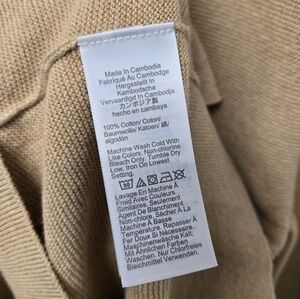 Made In Cambodia
Fabriqué Au Cambodge
Hergestellt In
Kambodscha
Vervaardigd In Cambodja
カンボジア製
hecho en camboya
100% Cotton/ Coton/
Baumwolle/ Katoen/ 綿/
algodón
Machine Wash Cold With
Like Colors. Non-chlorine
Bleach Only. Tumble Dry
Low. Iron On Lowest
Setting.
Lavage En Machine À
Froid Avec Couleurs
Similaires. Seulement
Agent De Blanchiment
Non-chloré. Sécher À La
Machine À Basse
Température. Repasser À
Fer Doux Si Nécessaire.
Maschinenwäsche Kalt;
Mit Ähnlichen Farben
Waschen. Nur Chlorfreies
Bleichmittel Verwenden.